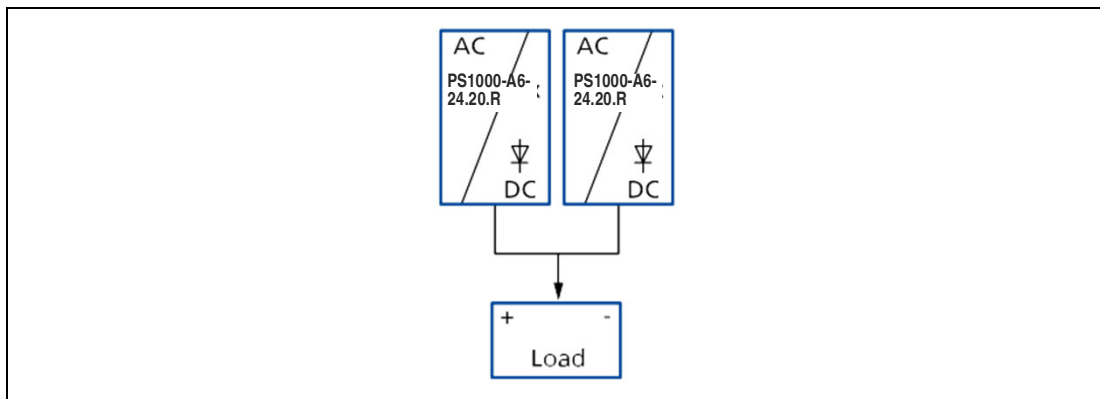 AC
PS1000-A6-
24.20.R
DC
AC
PS1000-A6-
24.20.R
DC
+ -
Load